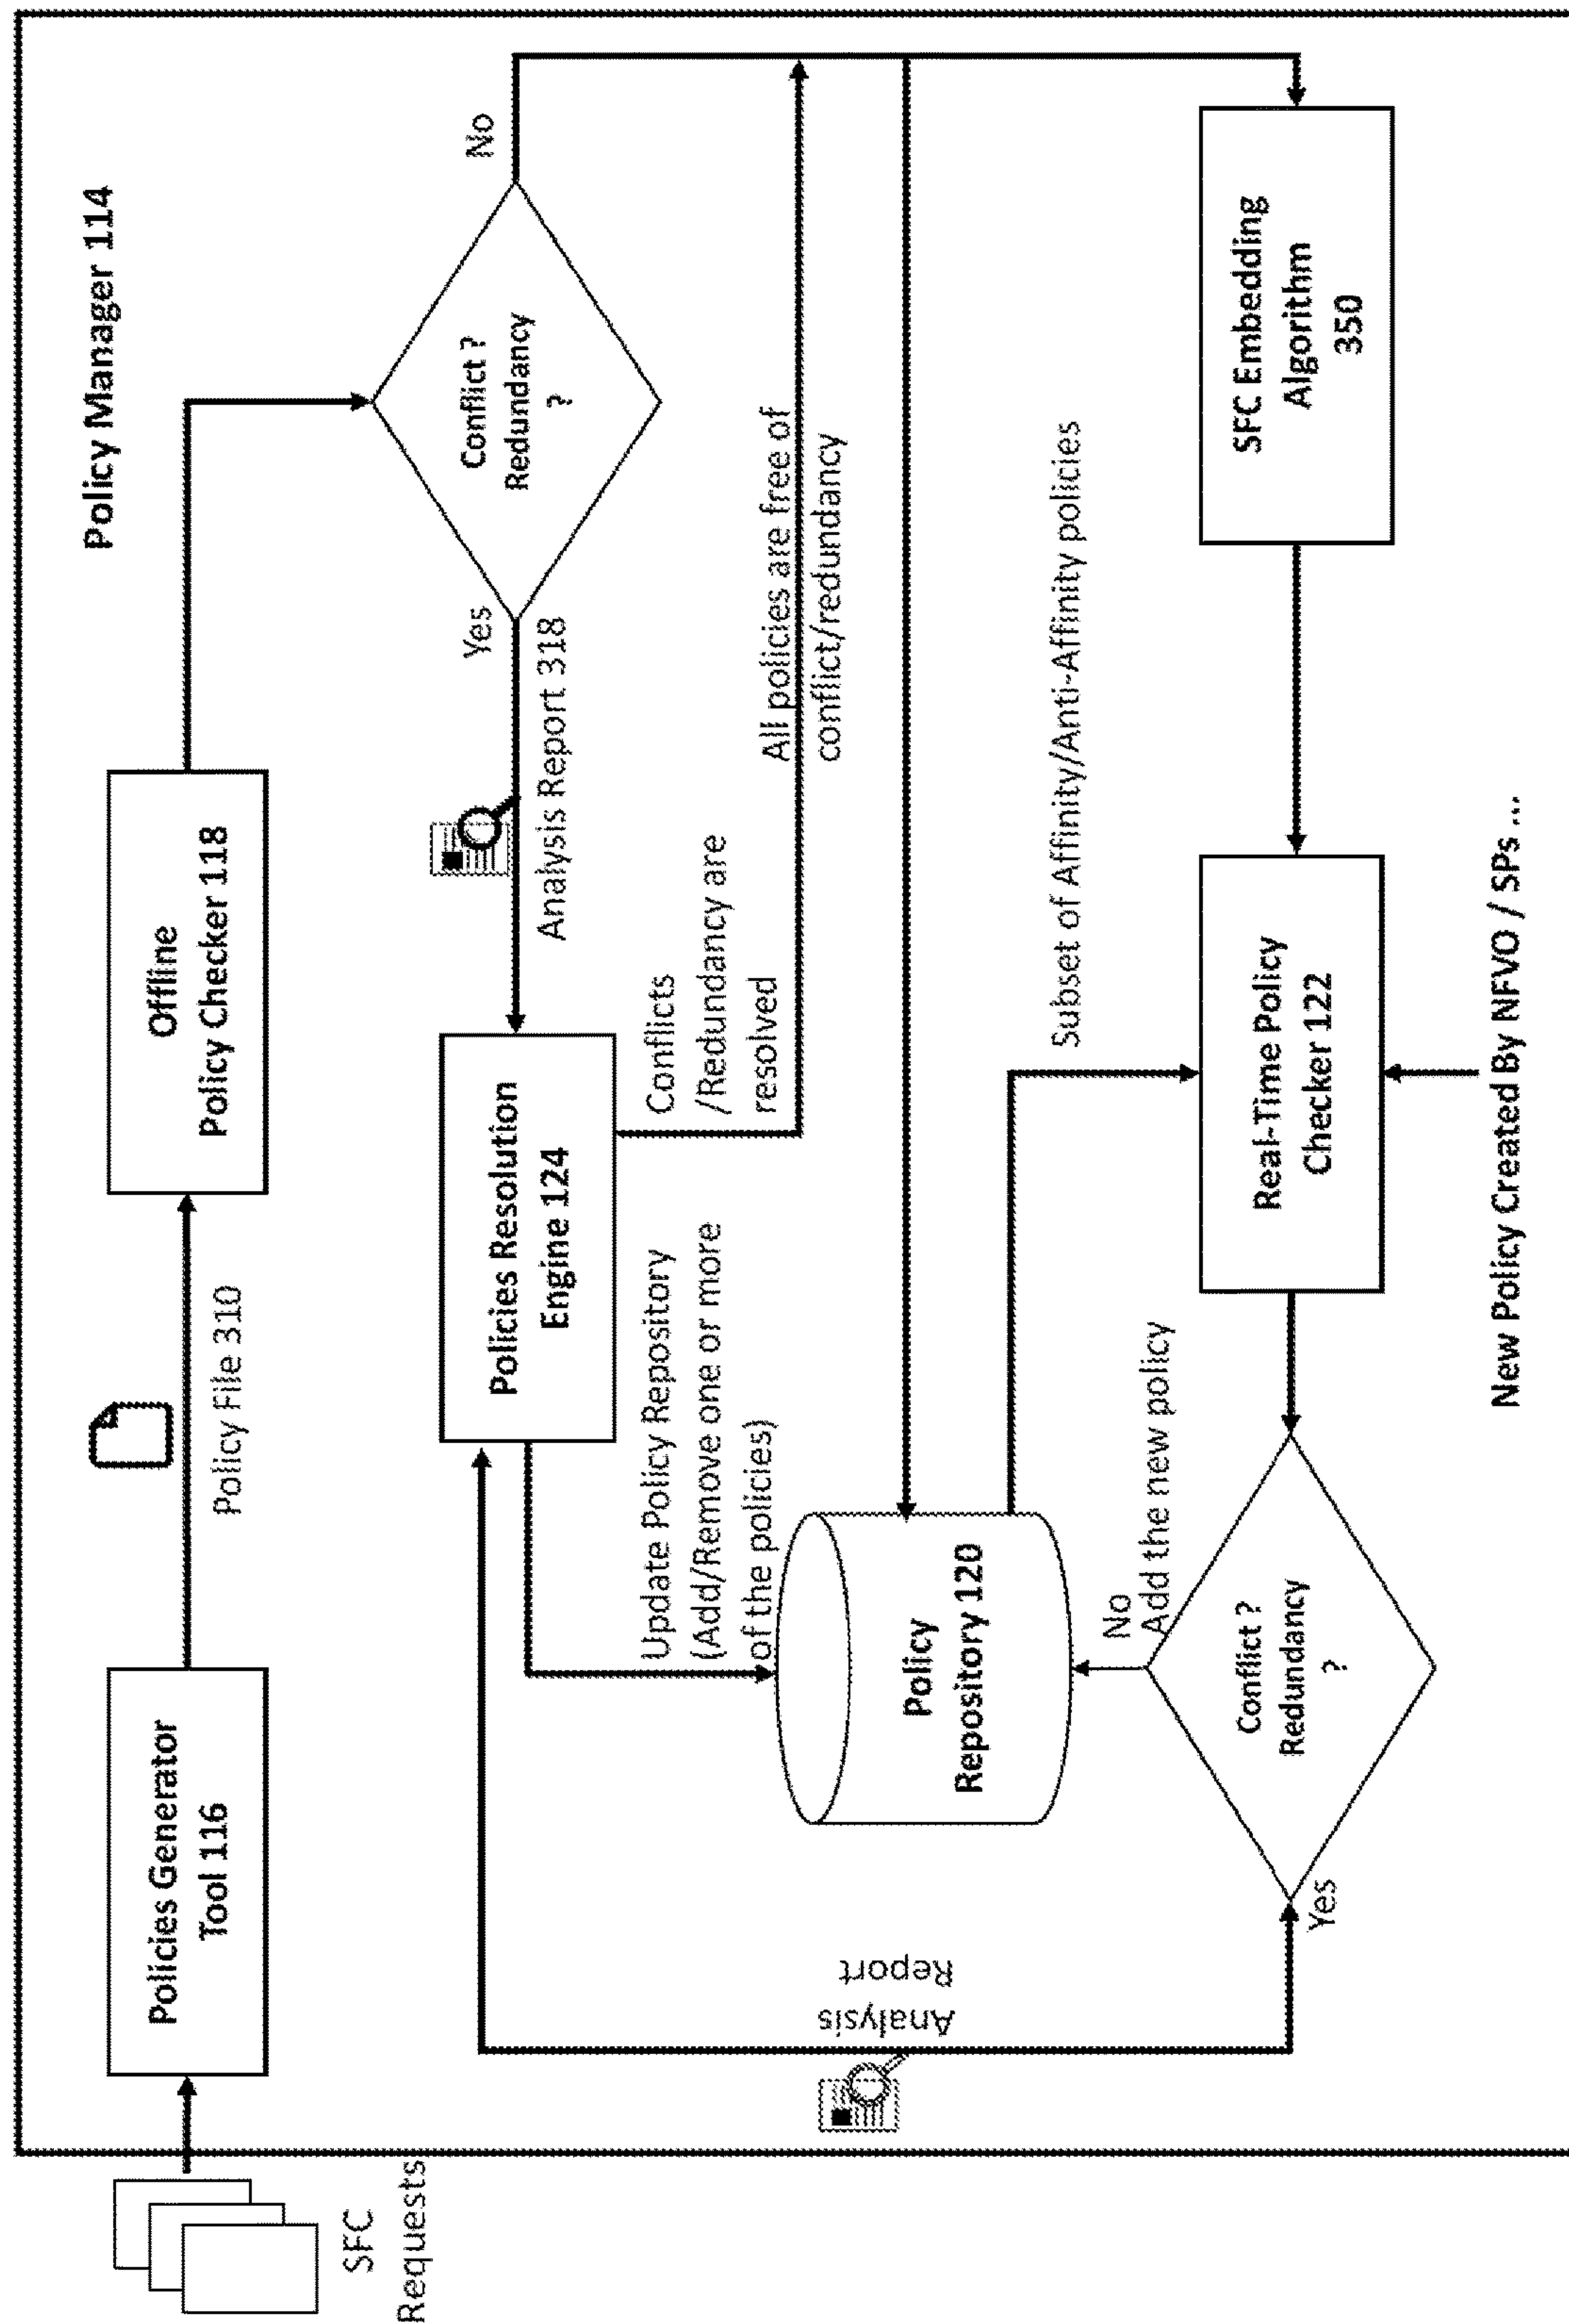 Policy Manager 114
SFC
Requests
Policies Generator
Tool 116
Policy File 310
Offline
Policy Checker 118
Conflict ?
Redundancy
?
No
Yes
Analysis Report 318
Policies Resolution
Engine 124
Conflicts
/Redundancy are
resolved
All policies are free of
conflict/redundancy
Update Policy Repository
(Add/Remove one or more
of the policies)
Policy
Repository 120
Subset of Affinity/Anti-Affinity policies
SFC Embedding
Algorithm
350
Real-Time Policy
Checker 122
New Policy Created By NFVO / SPs ...
No
Add the new policy
Conflict ?
Redundancy
?
Yes
Analysis
Report